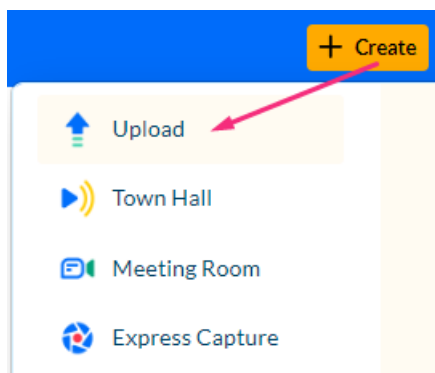 + Create
Upload
Town Hall
Meeting Room
Express Capture